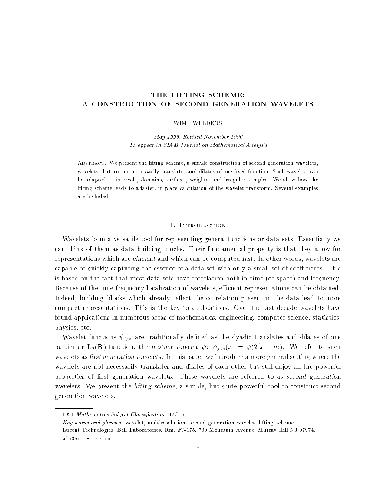 THE LIFTING SCHEME:
A CONSTRUCTION OF SECOND GENERATION WAVELETS
WIM SWELDENS
May 1995, Revised November 1996
To appear in SIAM Journal on Mathematical Analysis
Abstract. We present the lifting scheme, a simple construction of second generation wavelets,
wavelets that are not necessarily translates and dilates of one fixed function. Such wavelets can
be adapted to intervals, domains, surfaces, weights, and irregular samples. We show how the
lifting scheme leads to a faster, in-place calculation of the wavelet transform. Several examples
are included.
1. Introduction
Wavelets form a versatile tool for representing general functions or data sets. Essentially we
can think of them as data building blocks. Their fundamental property is that they allow for
representations which are efficient and which can be computed fast. In other words, wavelets are
capable of quickly capturing the essence of a data set with only a small set of coefficients. This
is based on the fact that most data sets have correlation both in time (or space) and frequency.
Because of the time-frequency localization of wavelets, efficient representations can be obtained.
Indeed, building blocks which already reflect the correlation present in the data lead to more
compact representations. This is the key to applications. Over the last decade wavelets have
found applications in numerous areas of mathematics, engineering, computer science, statistics,
physics, etc.
Wavelet functions are traditionally defined as the dyadic translates and dilates of one
particular function, the mother wavelet We refer to such
wavelets as first generation wavelets. In this paper we introduce a more general setting where the
wavelets are not necessarily translates and dilates of each other but still enjoy all the powerful
properties of first generation wavelets. These wavelets are referred to as second generation
wavelets. We present the lifting scheme, a simple, but quite powerful tool to construct second
generation wavelets.
1991 Mathematics Subject Classification.
Key words and phrases. wavelet, multiresolution, second generation wavelet, lifting scheme.
Lucent Technologies, Bell Laboratories, Rm. Mountain Avenue, Murray Hill NJ 07974.